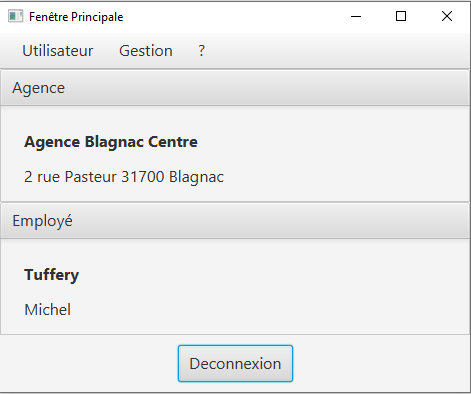 Fenêtre Principale
Utilisateur Gestion ?
Agence
Agence Blagnac Centre
2 rue Pasteur 31700 Blagnac
Employé
Tuffery
Michel
Deconnexion